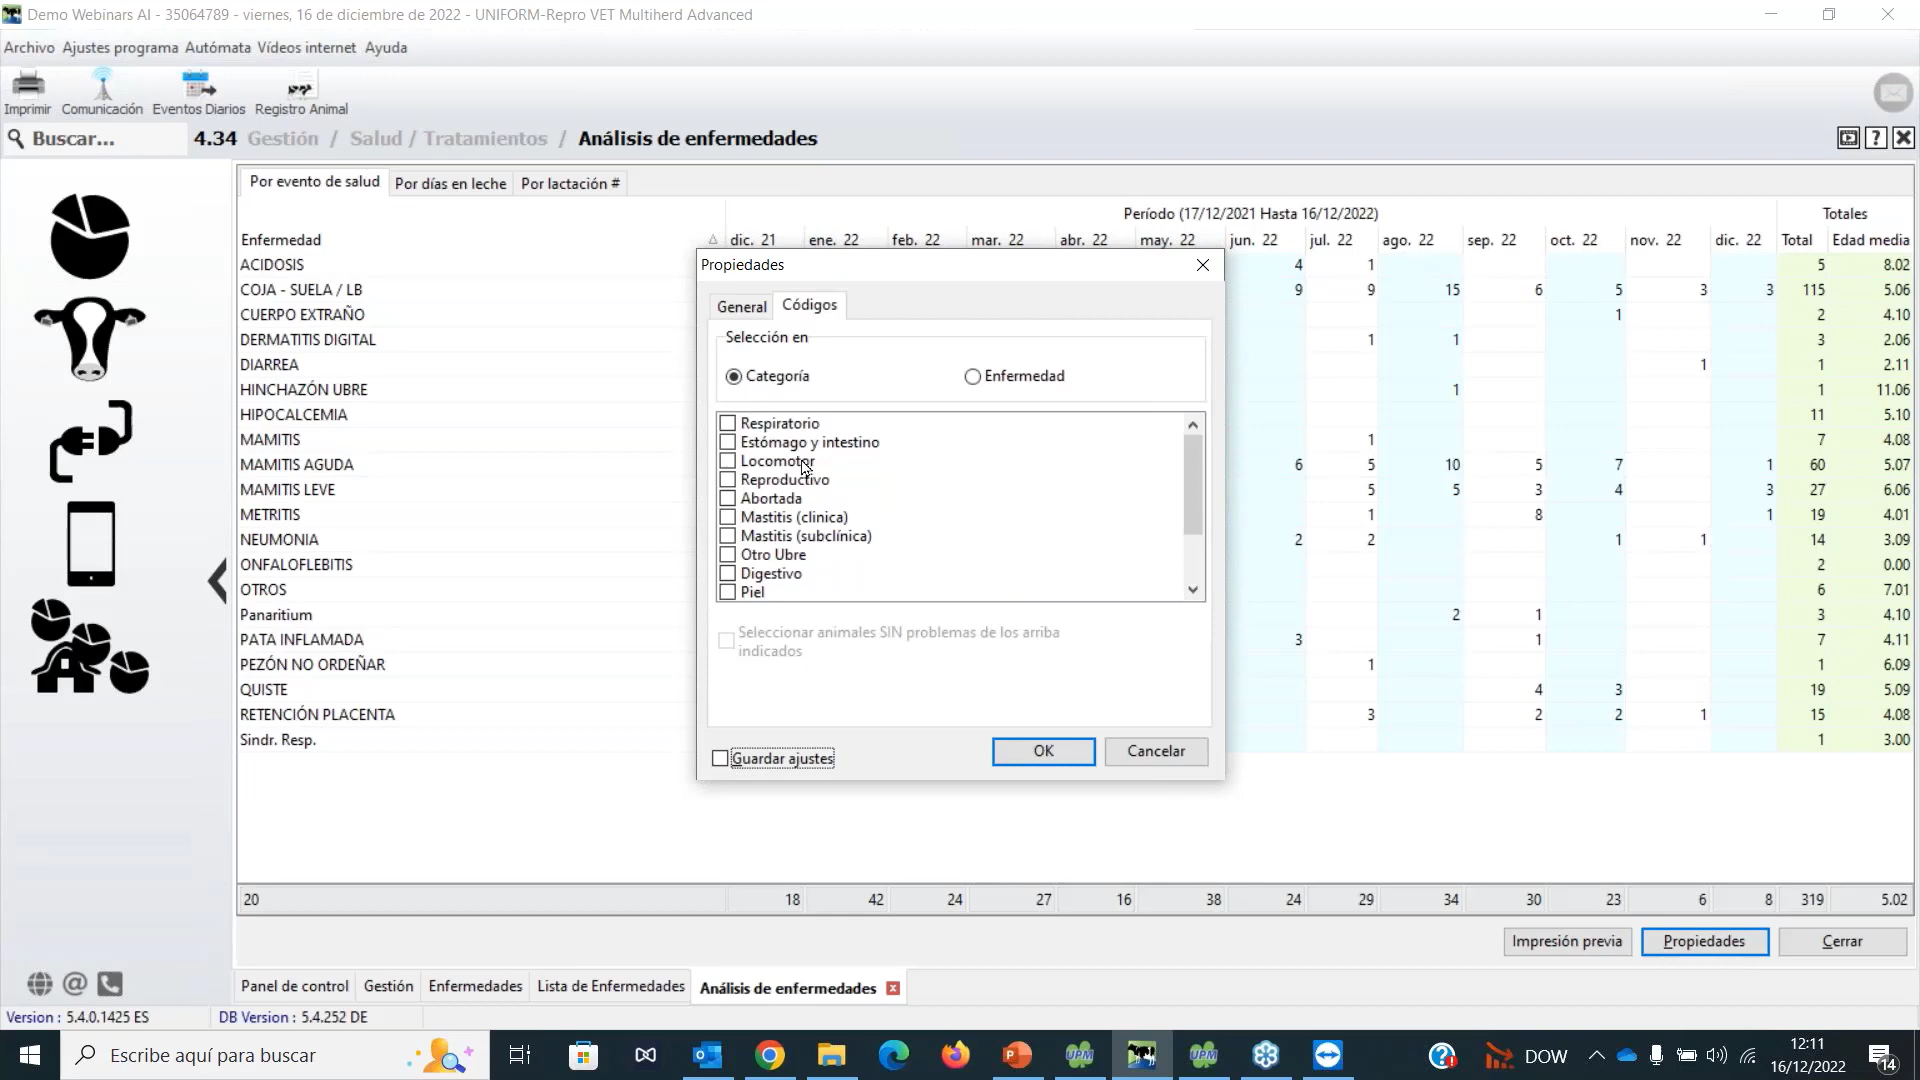 Demo Webinars AI - 35064789 - viernes, 16 de diciembre de 2022 - UNIFORM-Repro VET Multiherd Advanced
Archivo Ajustes programa Autómata Vídeos internet Ayuda
Imprimir Comunicación Eventos Diarios Registro Animal
Buscar... 4.34 Gestión / Salud / Tratamientos / Análisis de enfermedades
Por evento de salud Por días en leche Por lactación #
Período (17/12/2021 Hasta 16/12/2022) Totales
Enfermedad dic. 21 ene. 22 feb. 22 mar. 22 abr. 22 may. 22 jun. 22 jul. 22 ago. 22 sep. 22 oct. 22 nov. 22 dic. 22 Total Edad media
ACIDOSIS 4 1 5 8.02
COJA - SUELA / LB 9 9 15 6 5 3 3 115 5.06
CUERPO EXTRAÑO 1 2 4.10
DERMATITIS DIGITAL 1 1 3 2.06
DIARREA 1 1 2.11
HINCHAZÓN UBRE 1 1 11.06
HIPOCALCEMIA 11 5.10
MAMITIS 1 7 4.08
MAMITIS AGUDA 6 5 10 5 7 1 60 5.07
MAMITIS LEVE 5 5 3 4 3 27 6.06
METRITIS 1 8 1 19 4.01
NEUMONIA 2 2 1 1 14 3.09
ONFALOFLEBITIS 2 0.00
OTROS 6 7.01
Panaritium 2 1 3 4.10
PATA INFLAMADA 3 1 7 4.11
PEZÓN NO ORDEÑAR 1 1 6.09
QUISTE 4 3 19 5.09
RETENCIÓN PLACENTA 3 2 2 1 15 4.08
Sindr. Resp. 1 3.00
20 18 42 24 27 16 38 24 29 34 30 23 6 8 319 5.02
Propiedades
General Códigos
Selección en
Categoría Enfermedad
Respiratorio
Estómago y intestino
Locomotor
Reproductivo
Abortada
Mastitis (clinica)
Mastitis (subclínica)
Otro Ubre
Digestivo
Piel
Seleccionar animales SIN problemas de los arriba
indicados
Guardar ajustes OK Cancelar
Impresión previa Propiedades Cerrar
Panel de control Gestión Enfermedades Lista de Enfermedades Análisis de enfermedades
Version : 5.4.0.1425 ES DB Version : 5.4.252 DE
Escribe aquí para buscar
UPM UPM
DOW
12:11
16/12/2022
14